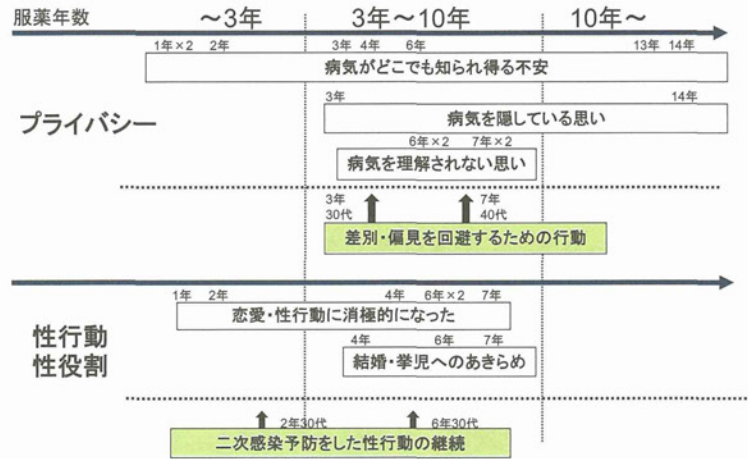 服薬年数 ～3年 3年～10年 10年～
1年×2 2年 3年 4年 6年 13年 14年
病気がどこでも知られ得る不安
3年 14年
プライバシー
病気を隠している思い
6年×2 7年×2
病気を理解されない思い
3年 7年
30代 40代
差別・偏見を回避するための行動
1年 2年 4年 6年×2 7年
恋愛・性行動に消極的になった
性行動
性役割
4年 6年 7年
結婚・挙児へのあきらめ
2年30代 6年30代
二次感染予防をした性行動の継続